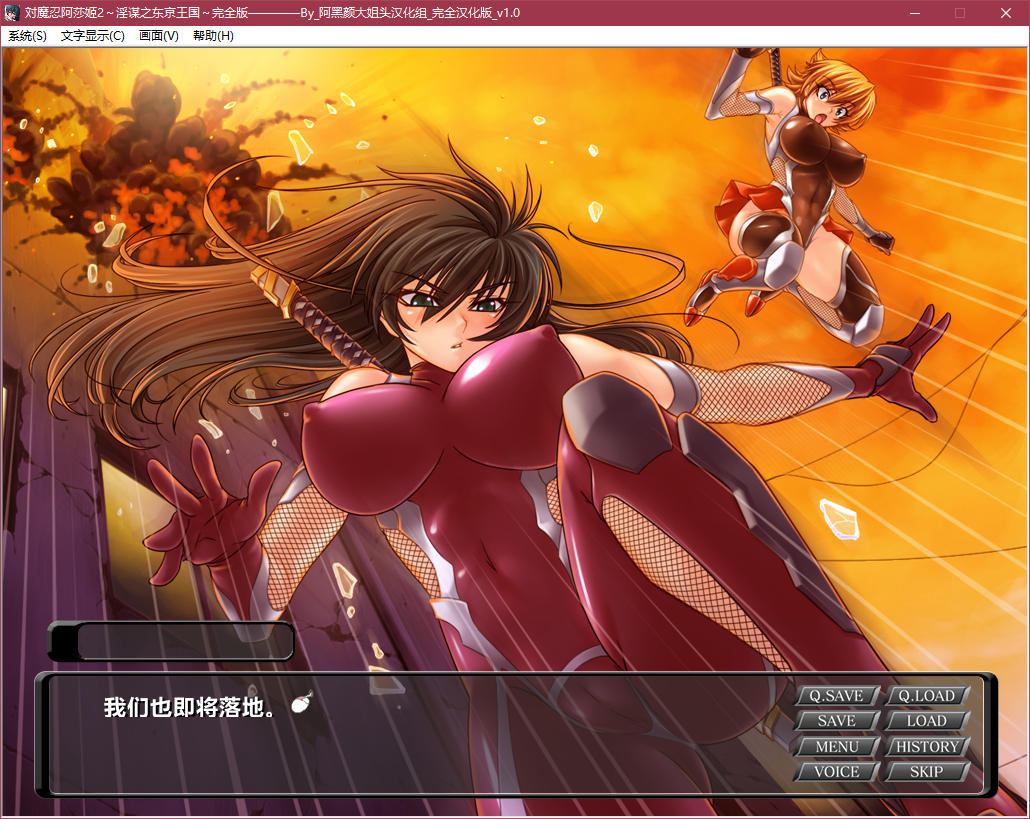 对魔忍阿莎姬2～淫谋之东京王国～完全版————By_阿黑颜大姐头汉化组_完全汉化版_v1.0
系统(S) 文字显示(C) 画面(V) 帮助(H)
我们也即将落地。
Q.SAVE Q.LOAD
SAVE LOAD
MENU HISTORY
VOICE SKIP